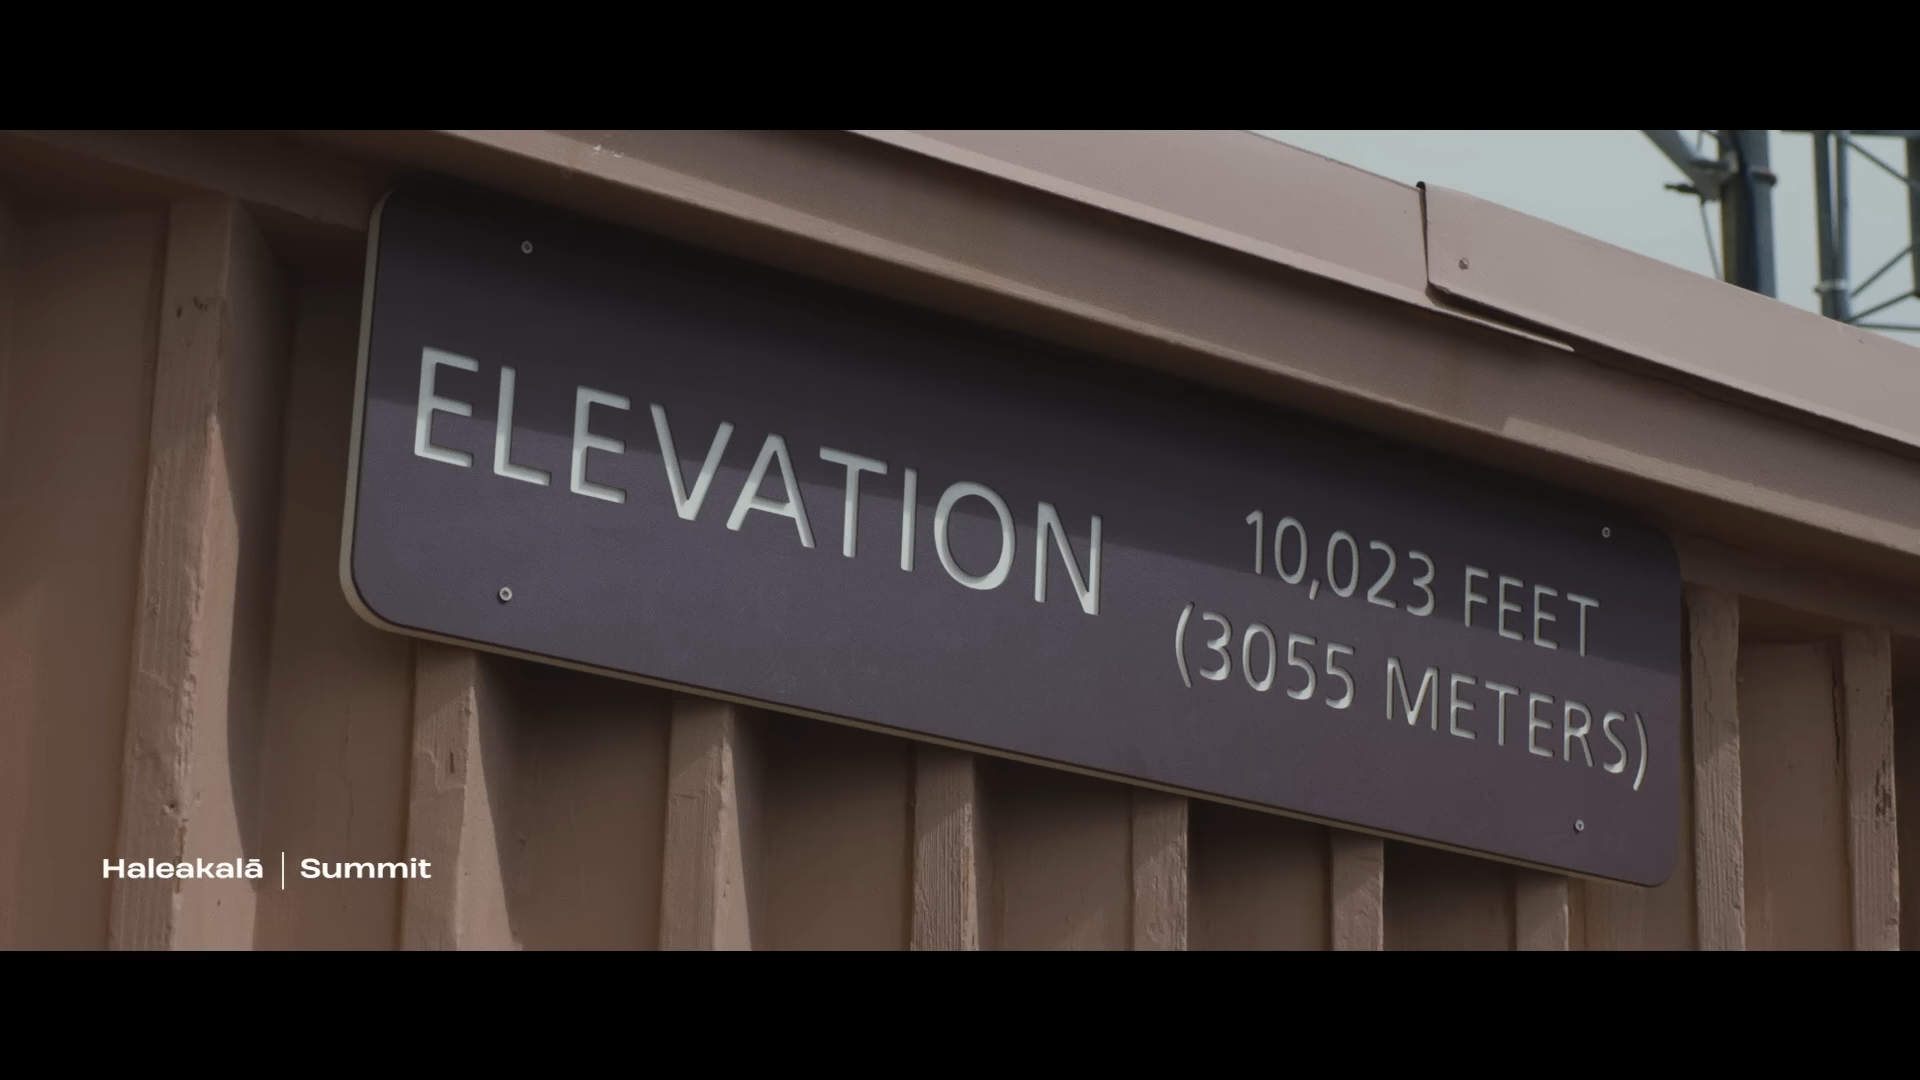 ELEVATION
10,023 FEET
(3055 METERS)
Haleakalā | Summit